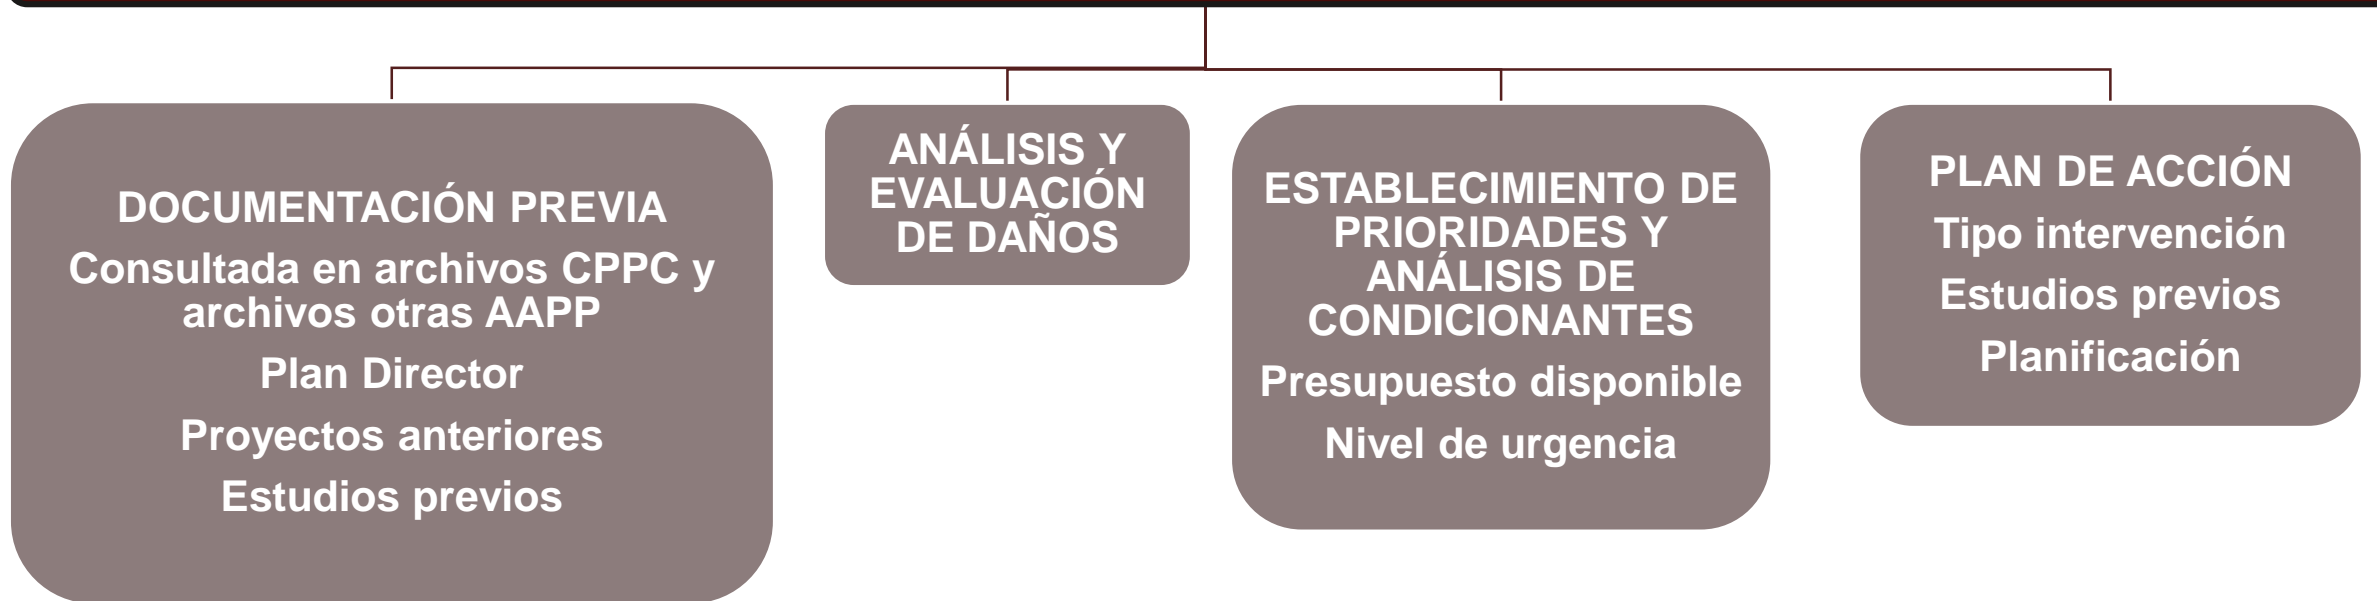 DOCUMENTACIÓN PREVIA
Consultada en archivos CPPC y
archivos otras AAPP
Plan Director
Proyectos anteriores
Estudios previos
ANÁLISIS Y
EVALUACIÓN
DE DAÑOS
ESTABLECIMIENTO DE
PRIORIDADES Y
ANÁLISIS DE
CONDICIONANTES
Presupuesto disponible
Nivel de urgencia
PLAN DE ACCIÓN
Tipo intervención
Estudios previos
Planificación